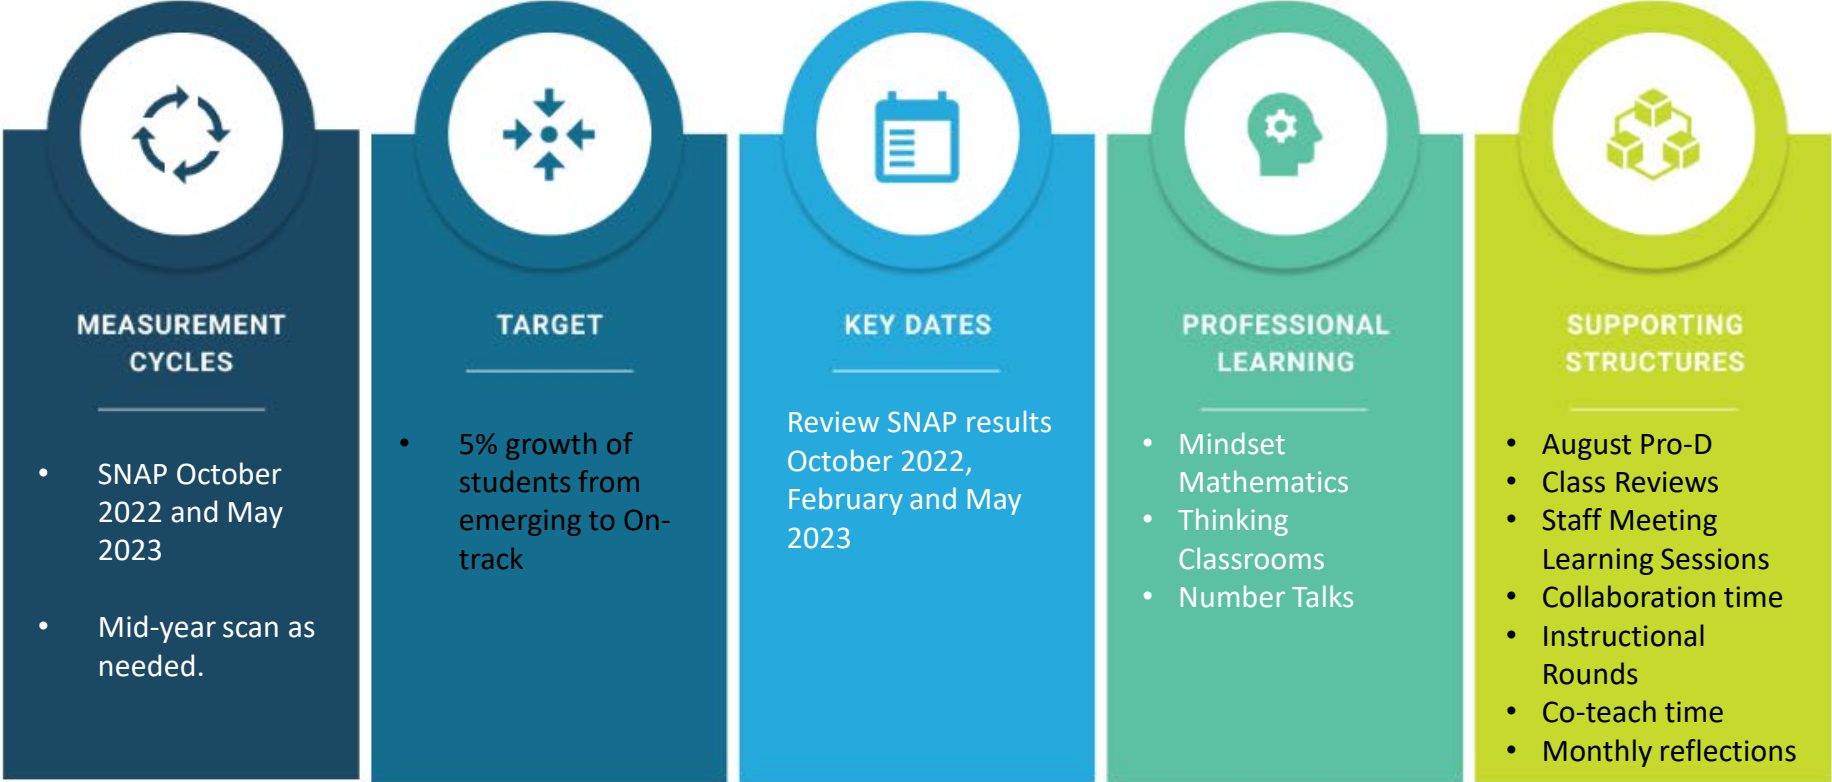 MEASUREMENT
CYCLES
• SNAP October
2022 and May
2023
• Mid-year scan as
needed.
TARGET
• 5% growth of
students from
emerging to On-
track
KEY DATES
Review SNAP results
October 2022,
February and May
2023
PROFESSIONAL
LEARNING
• Mindset
Mathematics
• Thinking
Classrooms
• Number Talks
SUPPORTING
STRUCTURES
• August Pro-D
• Class Reviews
• Staff Meeting
Learning Sessions
• Collaboration time
• Instructional
Rounds
• Co-teach time
• Monthly reflections